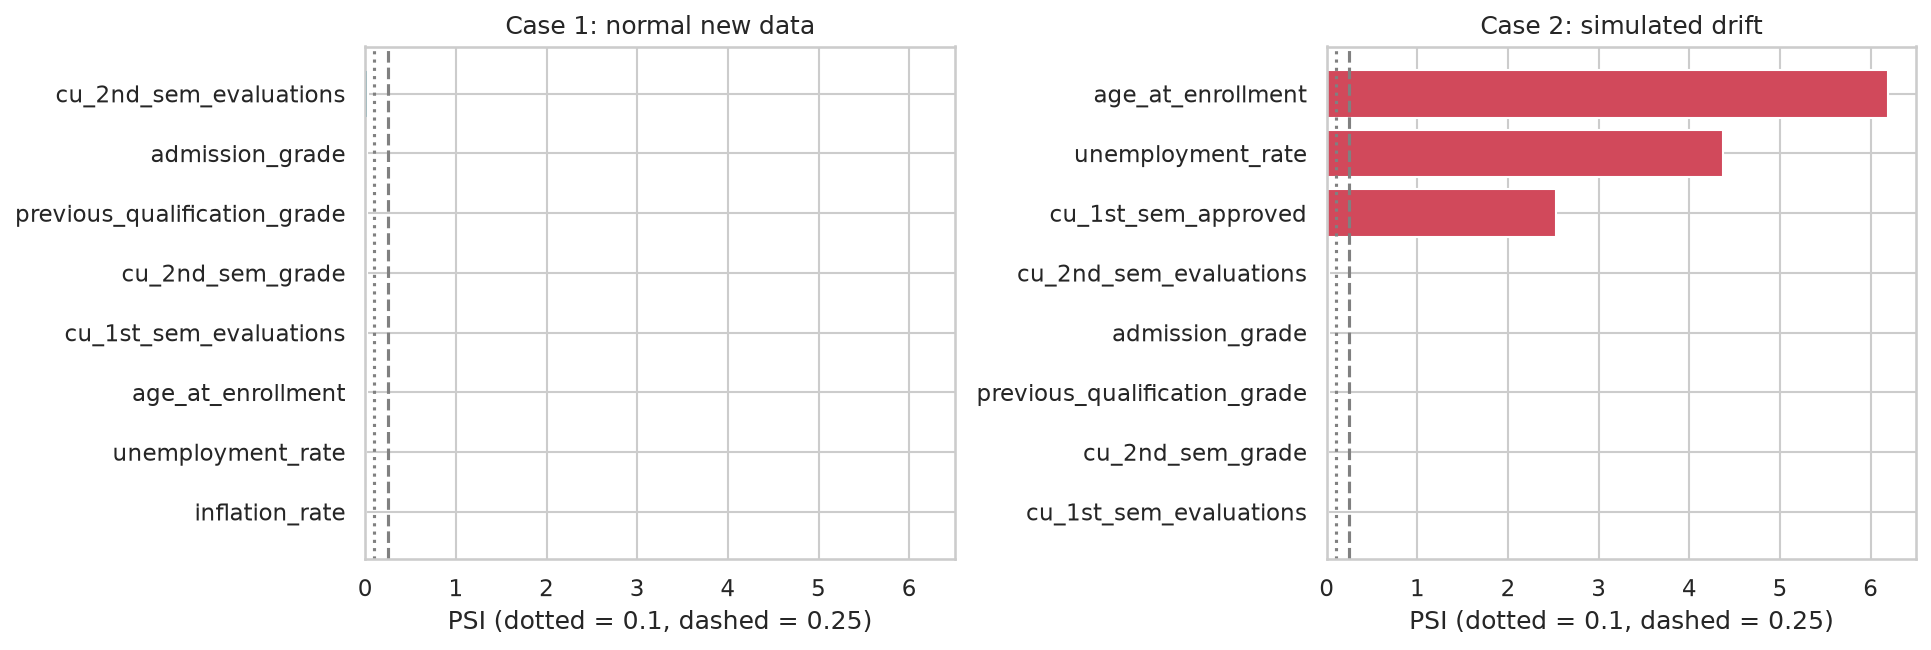 Case 1: normal new data
cu_2nd_sem_evaluations
admission_grade
previous_qualification_grade
cu_2nd_sem_grade
cu_1st_sem_evaluations
age_at_enrollment
unemployment_rate
inflation_rate
0 1 2 3 4 5 6
PSI (dotted = 0.1, dashed = 0.25)
Case 2: simulated drift
age_at_enrollment
unemployment_rate
cu_1st_sem_approved
cu_2nd_sem_evaluations
admission_grade
previous_qualification_grade
cu_2nd_sem_grade
cu_1st_sem_evaluations
0 1 2 3 4 5 6
PSI (dotted = 0.1, dashed = 0.25)